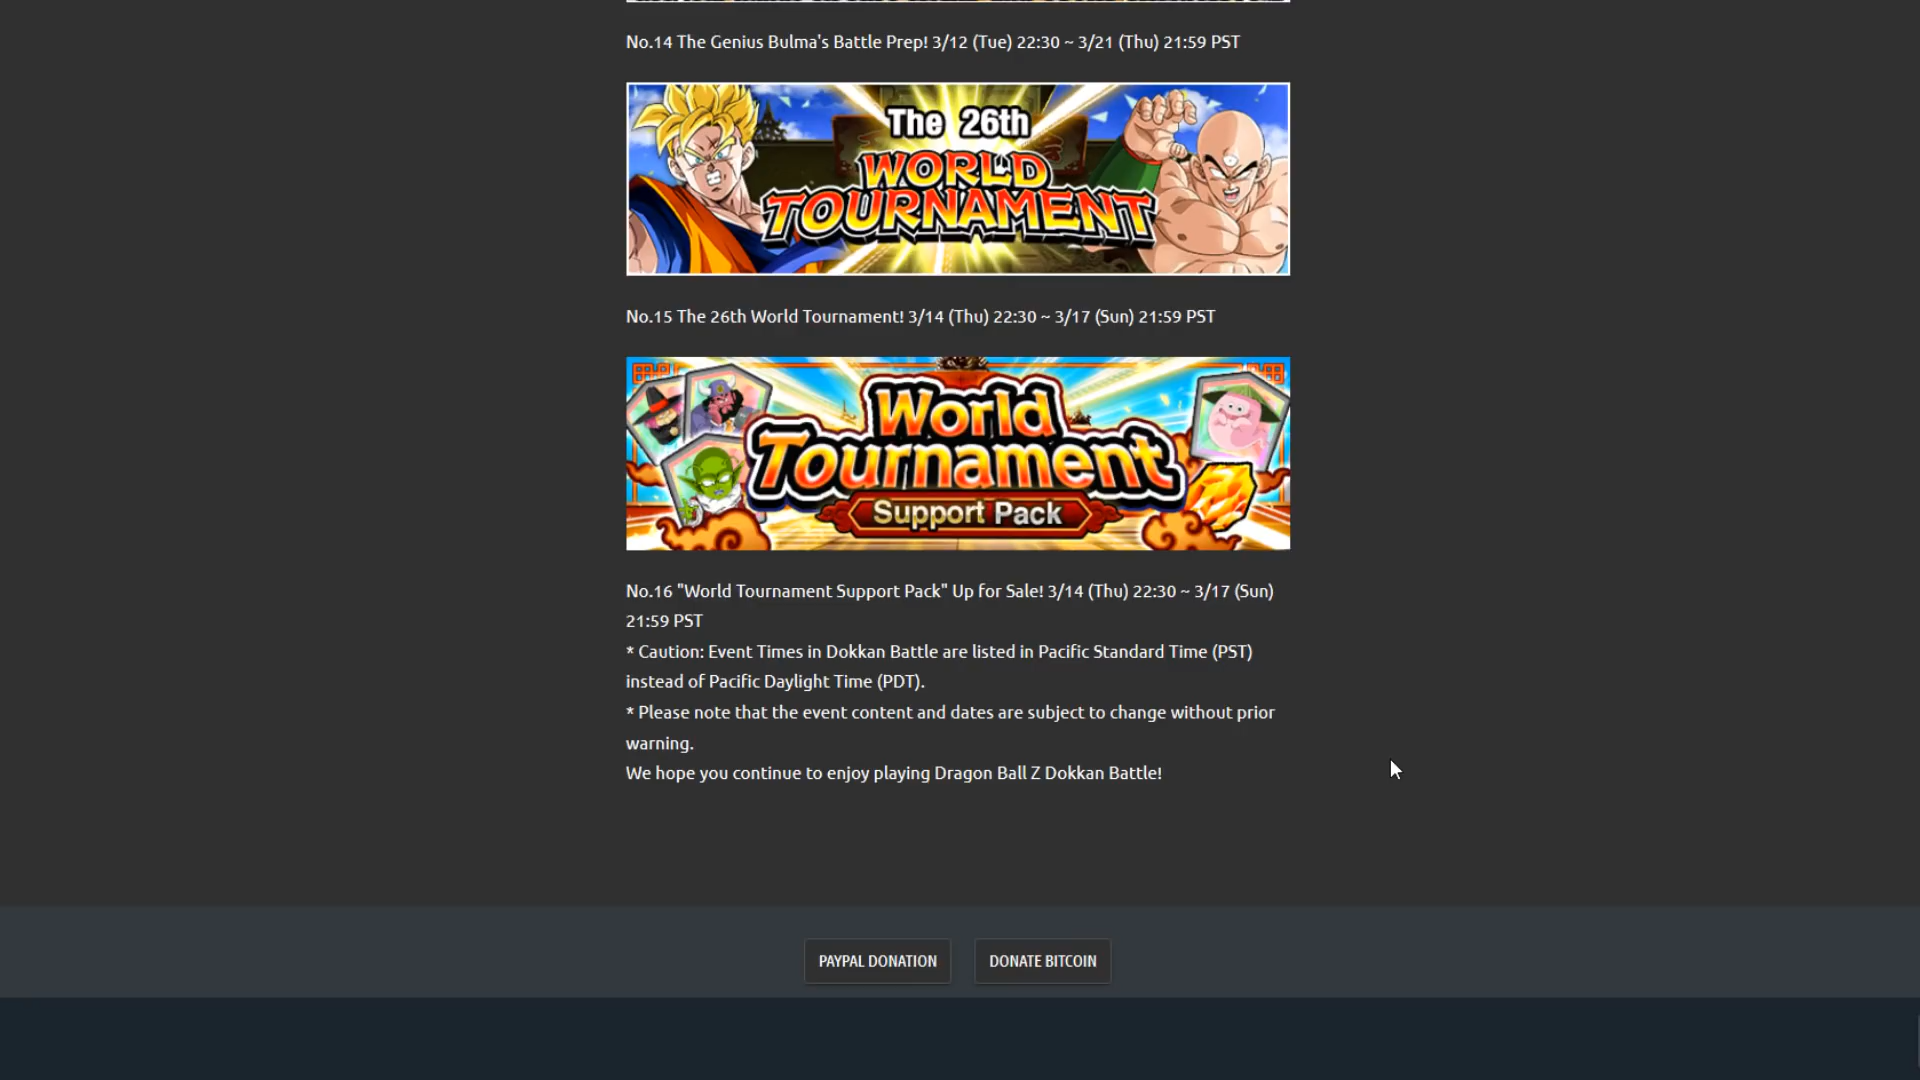 No.14 The Genius Bulma's Battle Prep! 3/12 (Tue) 22:30 ~ 3/21 (Thu) 21:59 PST
The 26th
WORLD
TOURNAMENT
No.15 The 26th World Tournament! 3/14 (Thu) 22:30 ~ 3/17 (Sun) 21:59 PST
World
Tournament
Support Pack
No.16 "World Tournament Support Pack" Up for Sale! 3/14 (Thu) 22:30 ~ 3/17 (Sun)
21:59 PST
* Caution: Event Times in Dokkan Battle are listed in Pacific Standard Time (PST)
instead of Pacific Daylight Time (PDT).
* Please note that the event content and dates are subject to change without prior
warning.
We hope you continue to enjoy playing Dragon Ball Z Dokkan Battle!
PAYPAL DONATION
DONATE BITCOIN